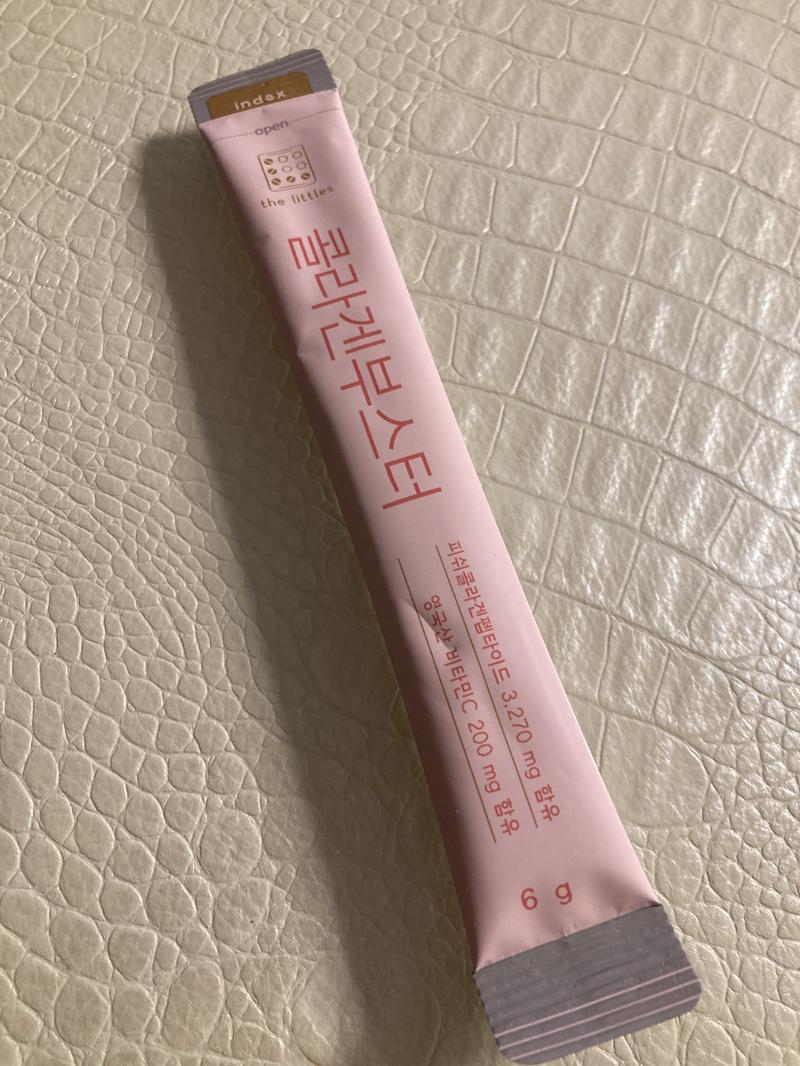 index
open
the littles
콜라겐부스터
피쉬콜라겐펩타이드 3,270 mg 함유
영국산 비타민C 200 mg 함유
6 g